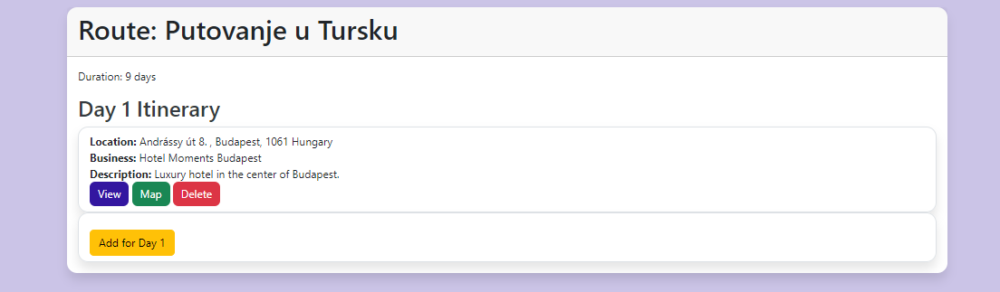 Route: Putovanje u Tursku
Duration: 9 days
Day 1 Itinerary
Location: Andrássy út 8. , Budapest, 1061 Hungary
Business: Hotel Moments Budapest
Description: Luxury hotel in the center of Budapest.
View Map Delete
Add for Day 1